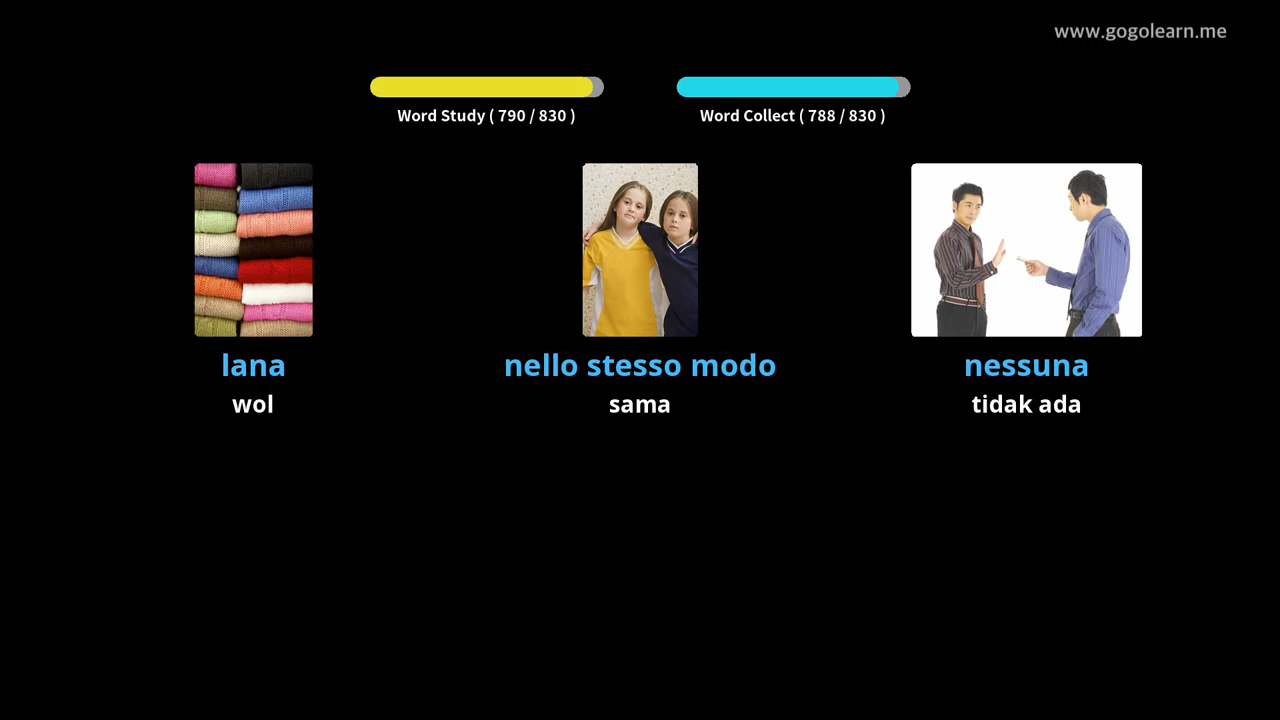 www.gogolearn.me
Word Study ( 790 / 830 )
Word Collect ( 788 / 830 )
lana
nello stesso modo
nessuna
wol
sama
tidak ada